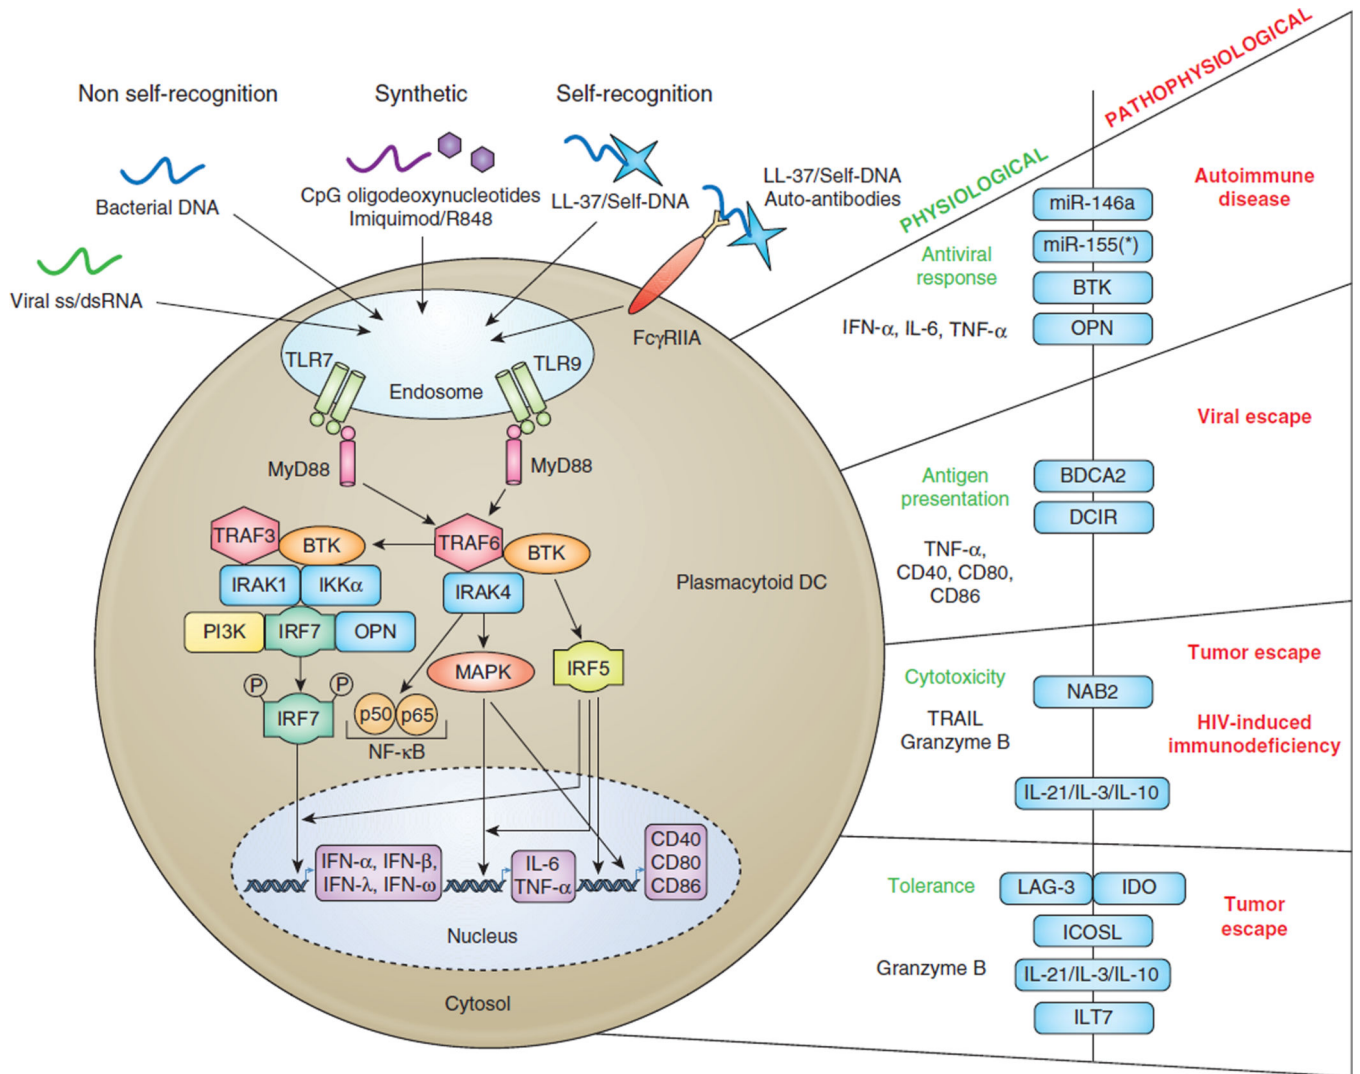 Non self-recognition
Synthetic
Self-recognition
Bacterial DNA
CpG oligodeoxynucleotides
Imiquimod/R848
LL-37/Self-DNA
LL-37/Self-DNA
Auto-antibodies
Viral ss/dsRNA
FcγRIIA
TLR7
TLR9
Endosome
MyD88
MyD88
TRAF3
BTK
TRAF6
BTK
IRAK1
IKKα
IRAK4
Plasmacytoid DC
PI3K
IRF7
OPN
MAPK
IRF5
P
P
IRF7
p50
p65
NF-κB
IFN-α, IFN-β,
IFN-λ, IFN-ω
IL-6
TNF-α
CD40
CD80
CD86
Nucleus
Cytosol
PHYSIOLOGICAL
PATHOPHYSIOLOGICAL
Antiviral
response
IFN-α, IL-6, TNF-α
miR-146a
miR-155(*)
BTK
OPN
Autoimmune
disease
Antigen
presentation
TNF-α,
CD40, CD80,
CD86
BDCA2
DCIR
Viral escape
Cytotoxicity
TRAIL
Granzyme B
NAB2
IL-21/IL-3/IL-10
Tumor escape
HIV-induced
immunodeficiency
Tolerance
Granzyme B
LAG-3
IDO
ICOSL
IL-21/IL-3/IL-10
ILT7
Tumor
escape